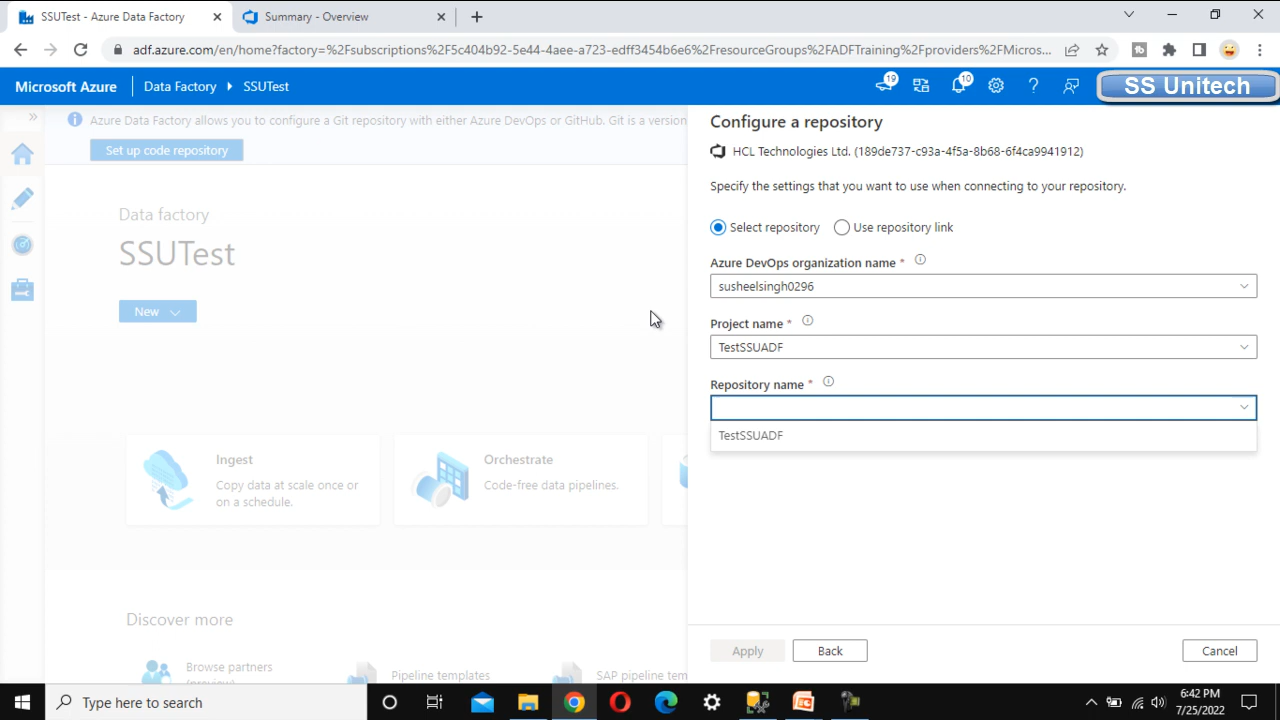 SSUTest - Azure Data Factory
Summary - Overview
adf.azure.com/en/home?factory=%2Fsubscriptions%2F5c404b92-5e44-4aee-a723-edff3454b6e6%2FresourceGroups%2FADFTraining%2Fproviders%2FMicros...
Microsoft Azure
Data Factory
SSUTest
19
10
SS Unitech
Azure Data Factory allows you to configure a Git repository with either Azure DevOps or GitHub. Git is a version
Set up code repository
Data factory
SSUTest
New
Ingest
Copy data at scale once or
on a schedule.
Orchestrate
Code-free data pipelines.
Discover more
Browse partners
(preview)
Pipeline templates
SAP pipeline tem
Configure a repository
HCL Technologies Ltd. (189de737-c93a-4f5a-8b68-6f4ca9941912)
Specify the settings that you want to use when connecting to your repository.
Select repository
Use repository link
Azure DevOps organization name *
susheelsingh0296
Project name *
TestSSUADF
Repository name *
TestSSUADF
Apply
Back
Cancel
Type here to search
6:42 PM
7/25/2022